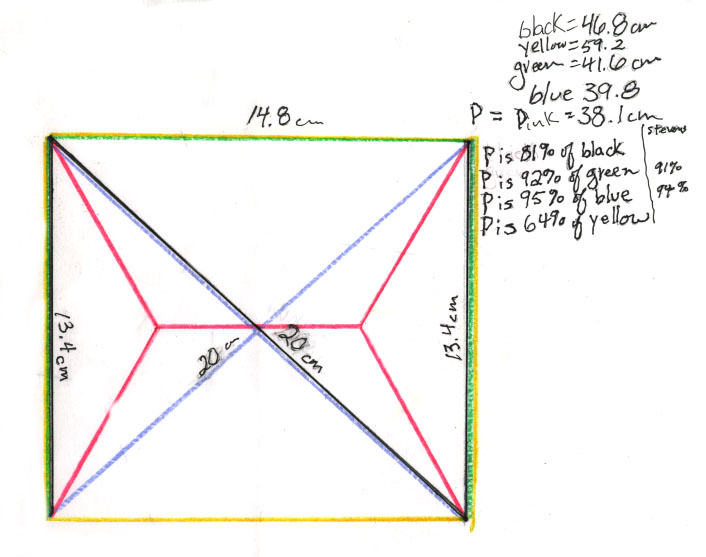 black = 46.8 cm
yellow = 59.2
green = 41.6 cm
blue 39.8
P = Pink = 38.1 cm
14.8 cm
Stevens
P is 81% of black
P is 92% of green 91%
P is 95% of blue 94%
P is 64% of yellow
13.4 cm
20 cm
20 cm
13.4 cm